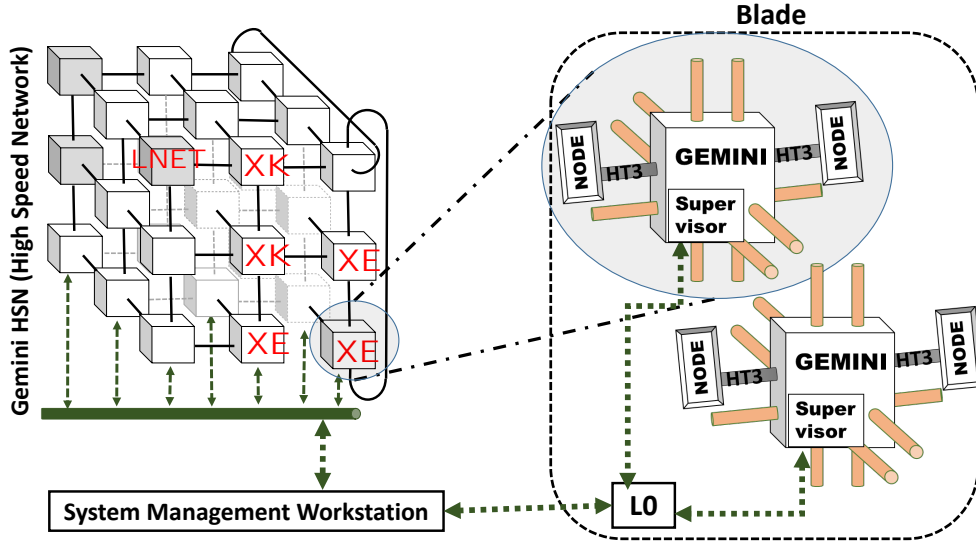 Blade
Gemini HSN (High Speed Network)
LNET
XK
XK
XE
XE
XE
NODE
HT3
GEMINI
HT3
NODE
Super
visor
NODE
HT3
GEMINI
HT3
NODE
Super
visor
System Management Workstation
L0